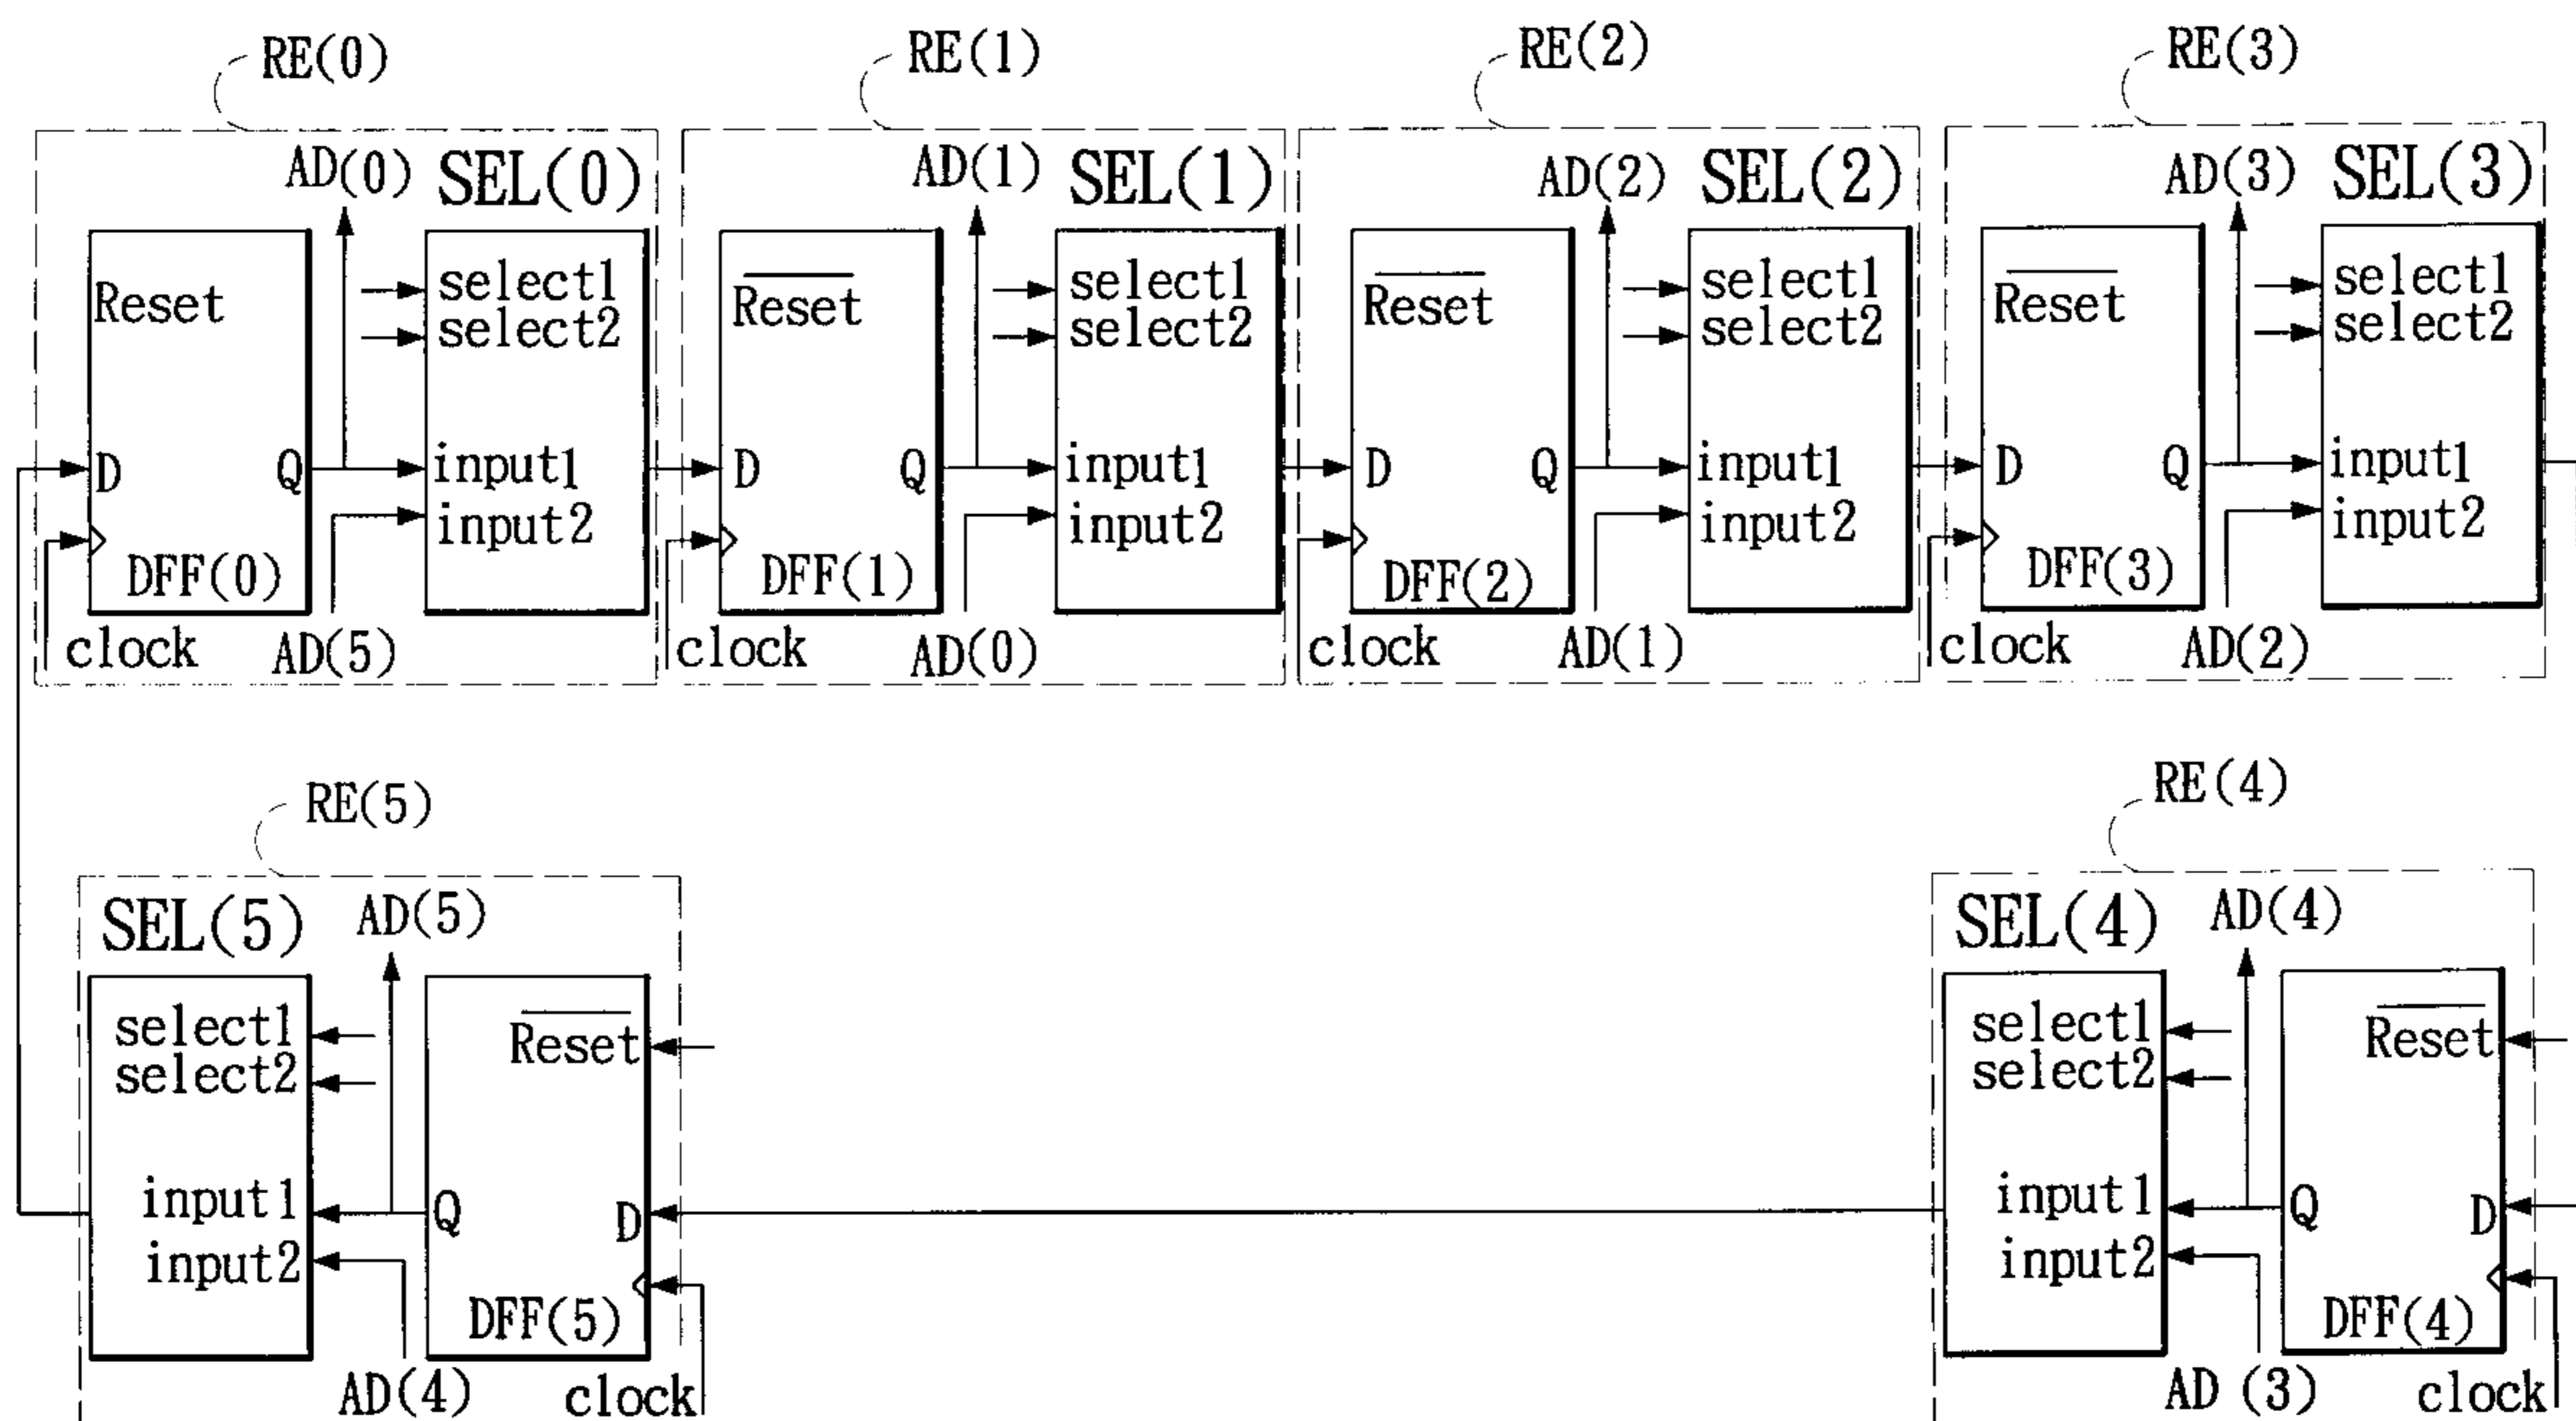 RE(0)
RE(1)
RE(2)
RE(3)
AD(0) SEL(0)
AD(1) SEL(1)
AD(2) SEL(2)
AD(3) SEL(3)
Reset
select1
select2
D
Q
input1
input2
DFF(0)
clock
AD(5)
Reset
select1
select2
D
Q
input1
input2
DFF(1)
clock
AD(0)
Reset
select1
select2
D
Q
input1
input2
DFF(2)
clock
AD(1)
Reset
select1
select2
D
Q
input1
input2
DFF(3)
clock
AD(2)
RE(5)
RE(4)
SEL(5) AD(5)
select1
select2
Reset
input1
Q
D
input2
DFF(5)
AD(4)
clock
SEL(4) AD(4)
select1
select2
Reset
input1
Q
D
input2
DFF(4)
AD (3)
clock